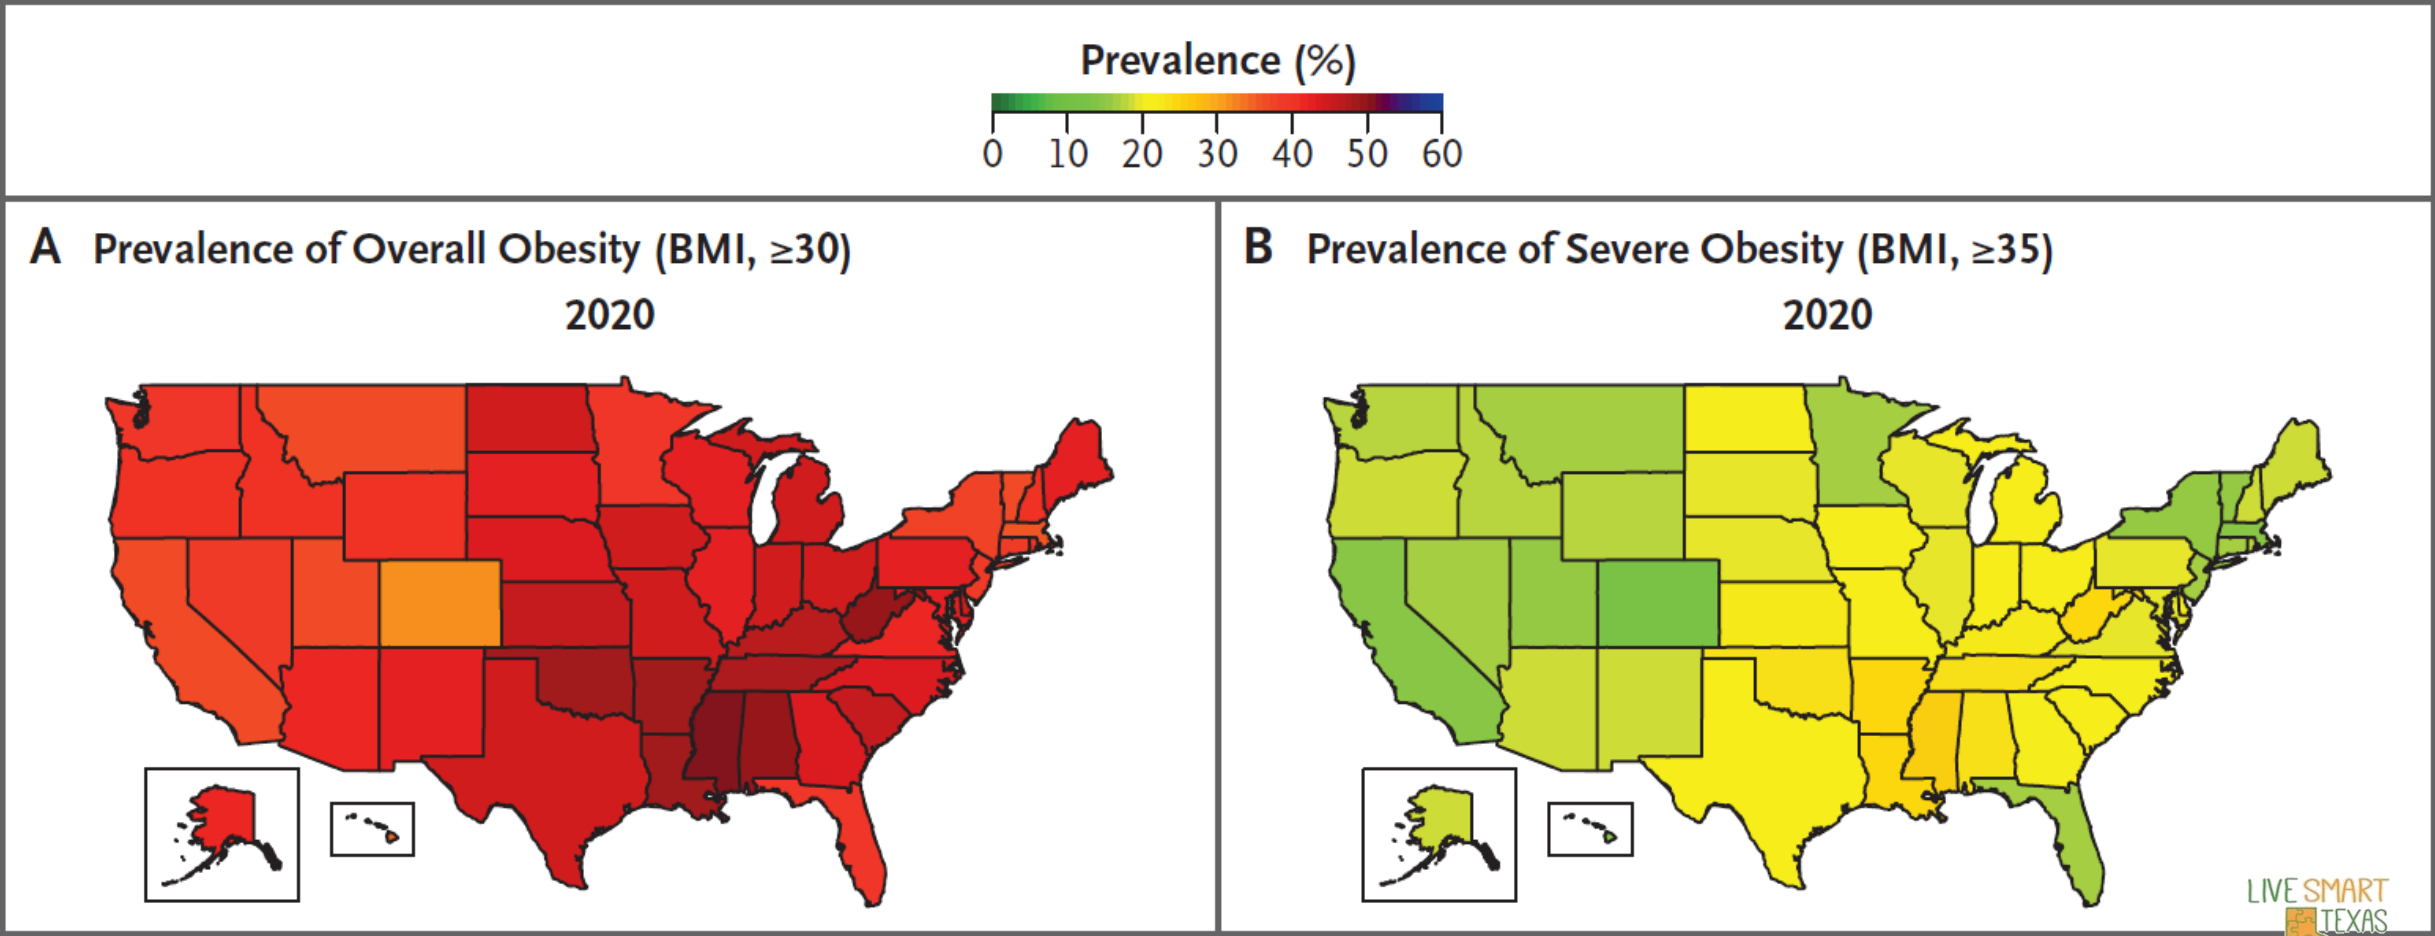 Prevalence (%)
0 10 20 30 40 50 60
A Prevalence of Overall Obesity (BMI, ≥30)
2020
B Prevalence of Severe Obesity (BMI, ≥35)
2020
LIVE SMART
TEXAS